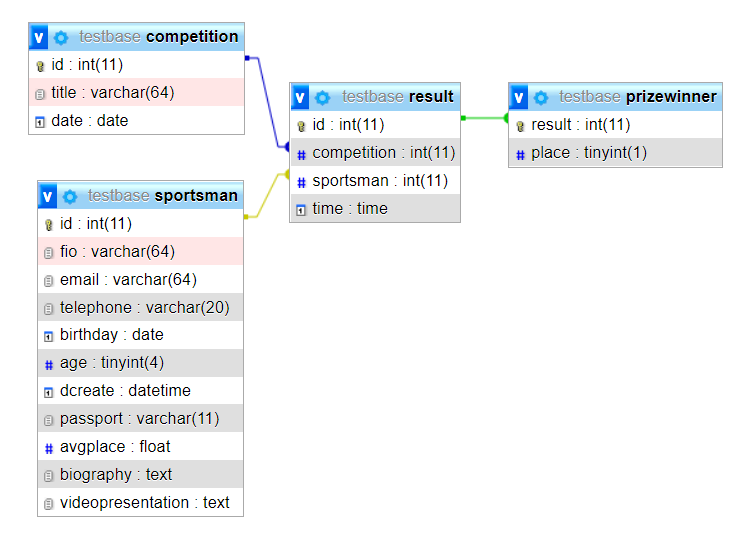 v testbase competition
id : int(11)
title : varchar(64)
date : date
v testbase sportsman
id : int(11)
fio : varchar(64)
email : varchar(64)
telephone : varchar(20)
birthday : date
# age : tinyint(4)
dcreate : datetime
passport : varchar(11)
# avgplace : float
biography : text
videopresentation : text
v testbase result
id : int(11)
# competition : int(11)
# sportsman : int(11)
time : time
v testbase prizewinner
result : int(11)
# place : tinyint(1)